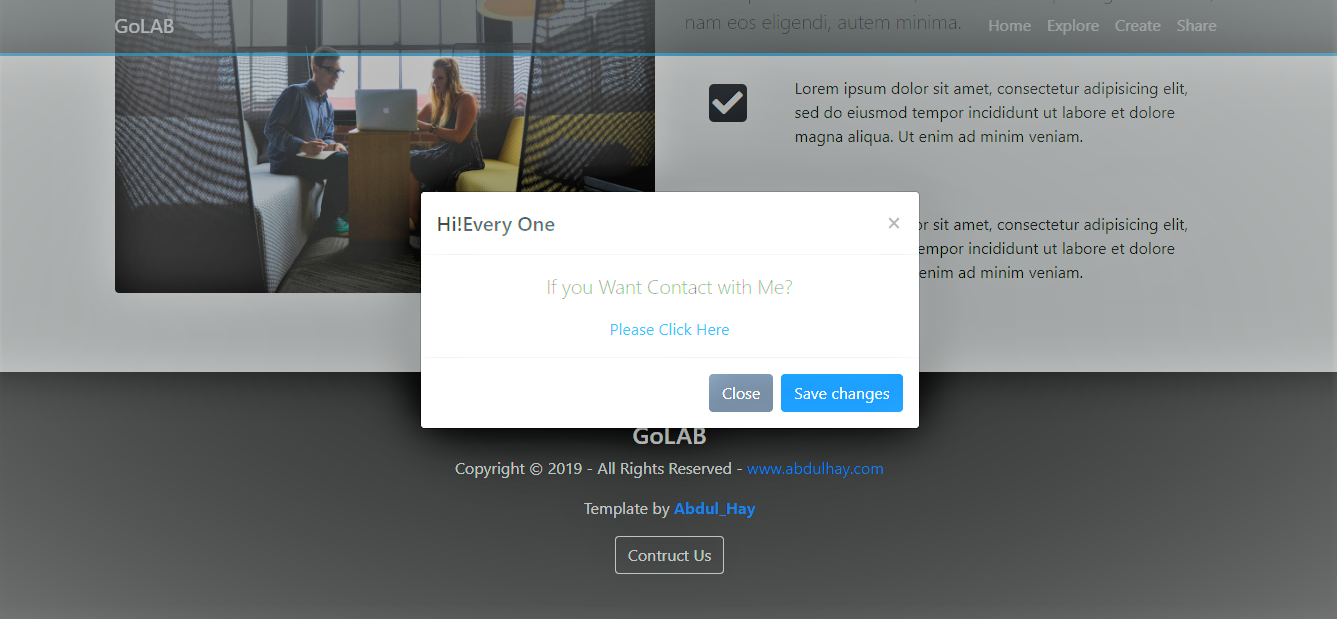 GoLAB
Home Explore Create Share
nam eos eligendi, autem minima.
Lorem ipsum dolor sit amet, consectetur adipisicing elit,
sed do eiusmod tempor incididunt ut labore et dolore
magna aliqua. Ut enim ad minim veniam.
or sit amet, consectetur adipisicing elit,
empor incididunt ut labore et dolore
enim ad minim veniam.
Hi!Every One
×
If you Want Contact with Me?
Please Click Here
Close Save changes
GoLAB
Copyright © 2019 - All Rights Reserved - www.abdulhay.com
Template by Abdul_Hay
Contruct Us